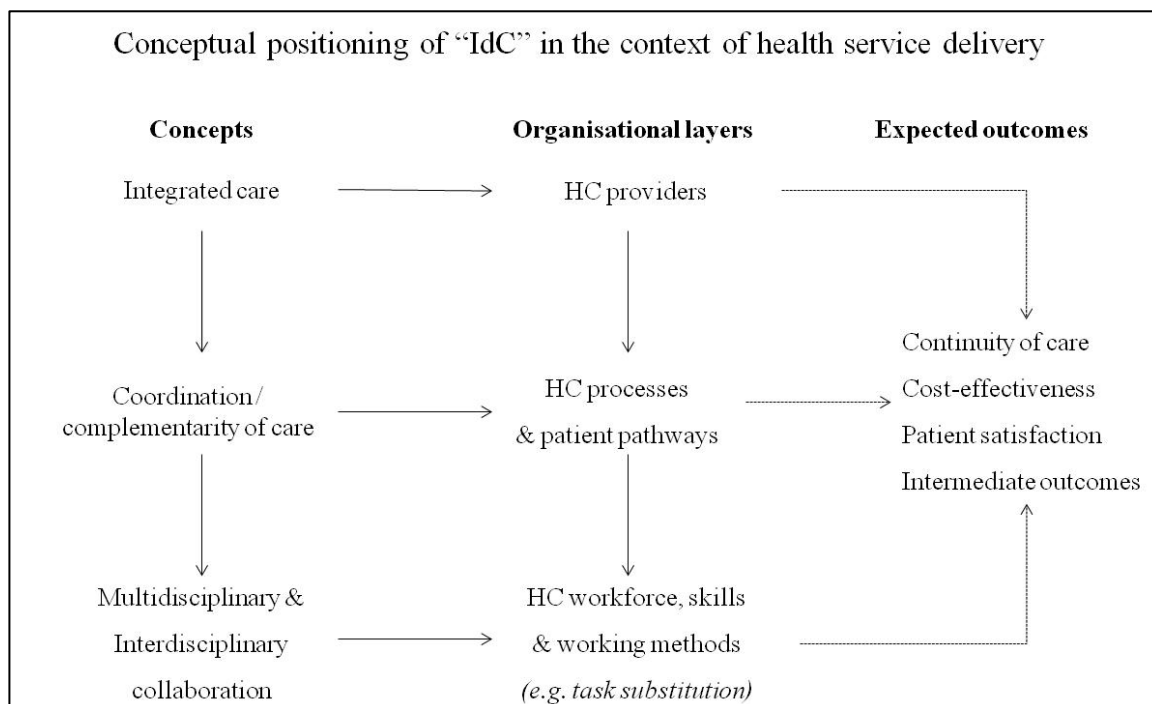 Conceptual positioning of “IdC” in the context of health service delivery
Concepts
Organisational layers
Expected outcomes
Integrated care
HC providers
Coordination /
complementarity of care
HC processes
& patient pathways
Continuity of care
Cost-effectiveness
Patient satisfaction
Intermediate outcomes
Multidisciplinary &
Interdisciplinary
collaboration
HC workforce, skills
& working methods
(e.g. task substitution)